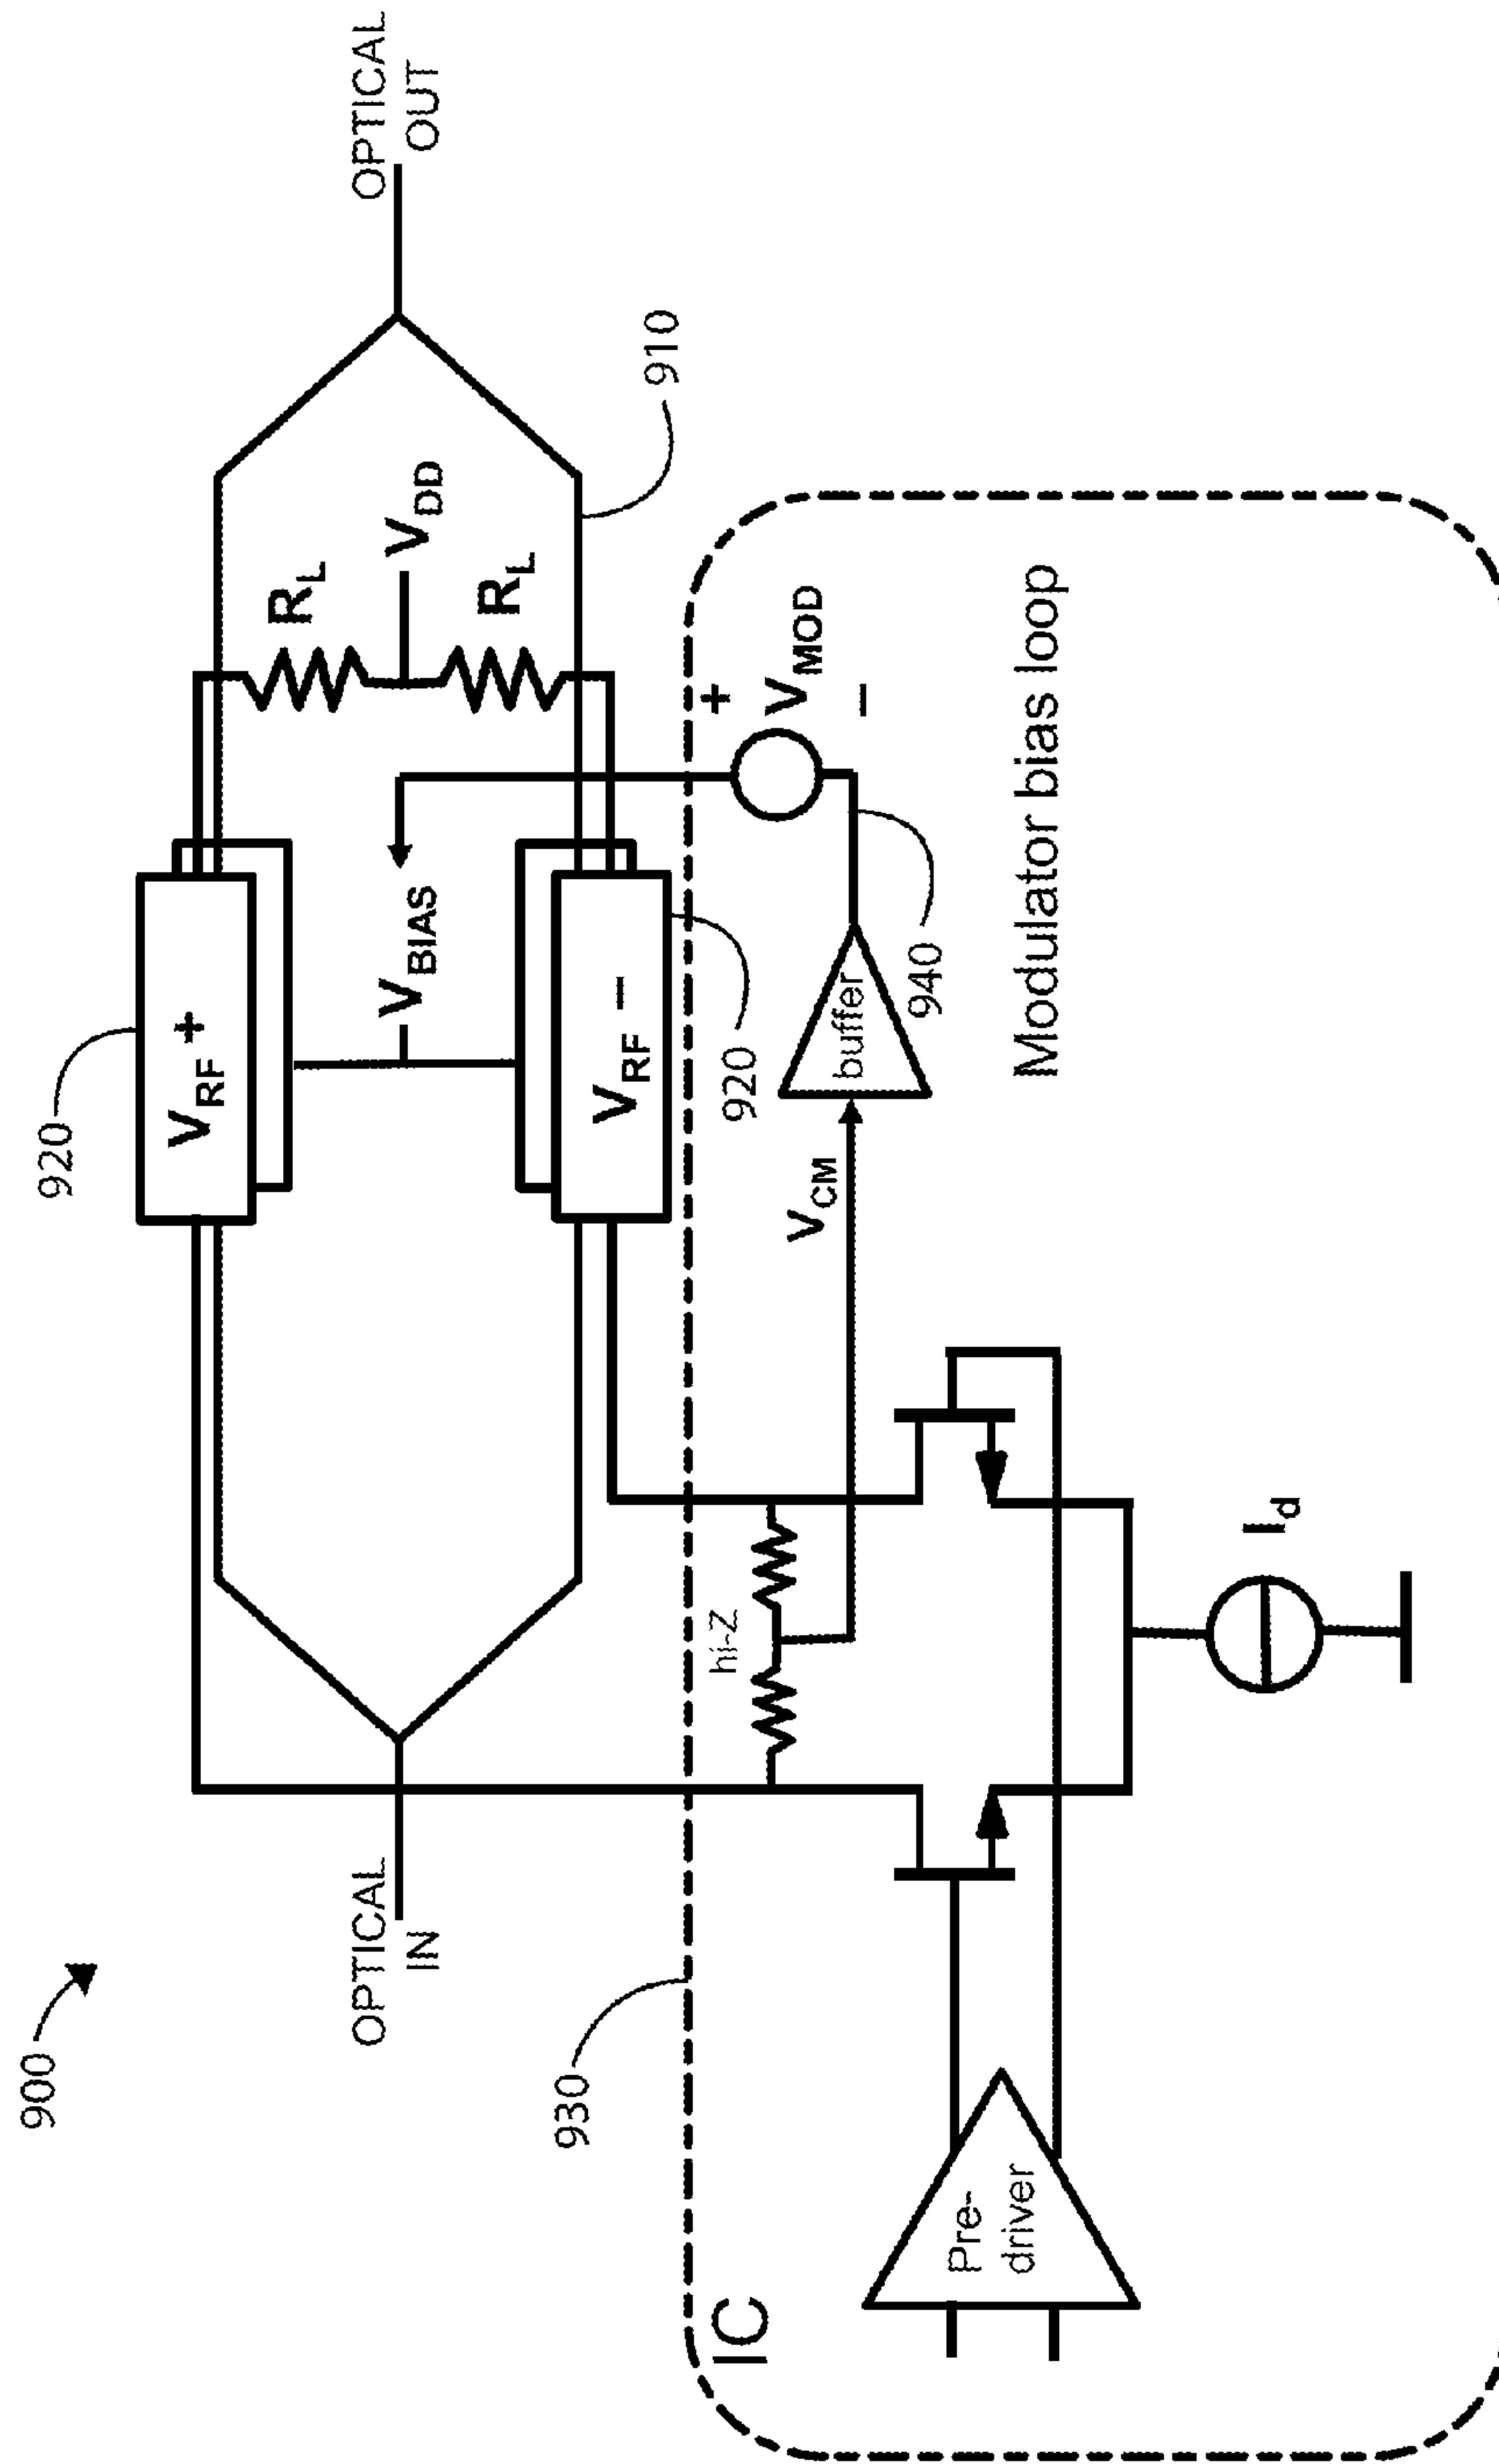 900
920
V_RF +
OPTICAL
IN
OPTICAL
OUT
R_L
V_BIAS
V_DD
R_L
V_RF –
910
920
930
IC
hi-Z
V_CM
+
V_MOD
–
buffer
940
Pre-
driver
Modulator bias loop
I_d